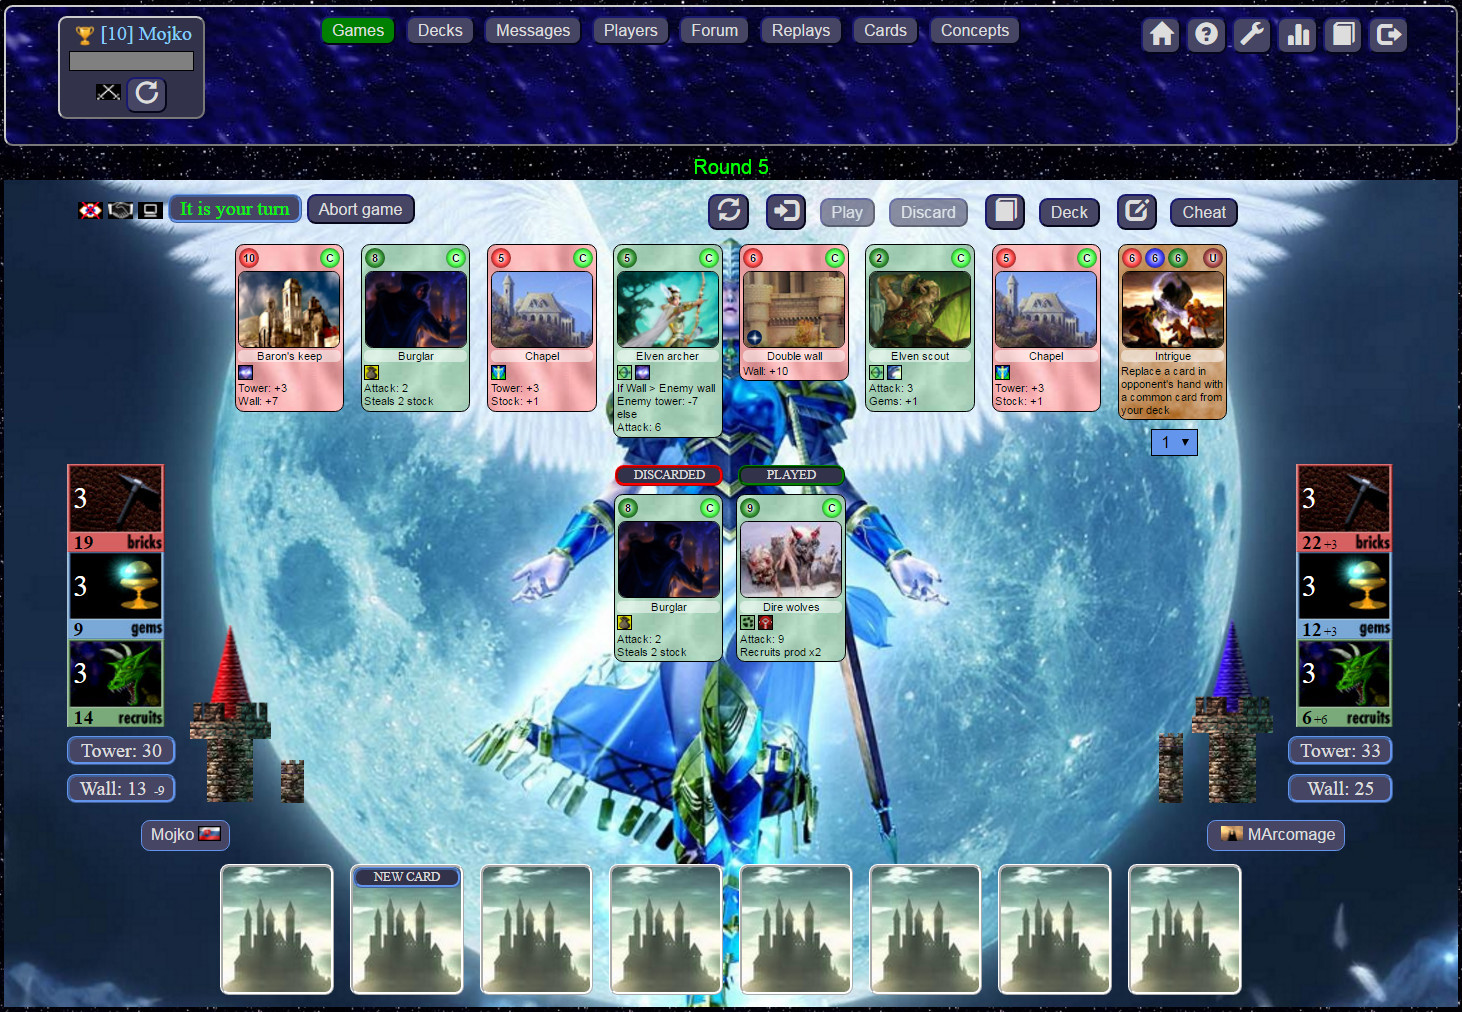 [10] Mojko
Games
Decks
Messages
Players
Forum
Replays
Cards
Concepts
Round 5
It is your turn
Abort game
Play
Discard
Deck
Cheat
10 C
Baron's keep
Tower: +3
Wall: +7
8 C
Burglar
Attack: 2
Steals 2 stock
5 C
Chapel
Tower: +3
Stock: +1
5 C
Elven archer
If Wall > Enemy wall
Enemy tower: -7
else
Attack: 6
6 C
Double wall
Wall: +10
2 C
Elven scout
Attack: 3
Gems: +1
5 C
Chapel
Tower: +3
Stock: +1
6 6 6 U
Intrigue
Replace a card in
opponent's hand with
a common card from
your deck
1
DISCARDED
8 C
Burglar
Attack: 2
Steals 2 stock
PLAYED
9 C
Dire wolves
Attack: 9
Recruits prod x2
3
19 bricks
3
9 gems
3
14 recruits
Tower: 30
Wall: 13 -9
Mojko
3
22 +3 bricks
3
12 +3 gems
3
6 +6 recruits
Tower: 33
Wall: 25
MArcomage
NEW CARD